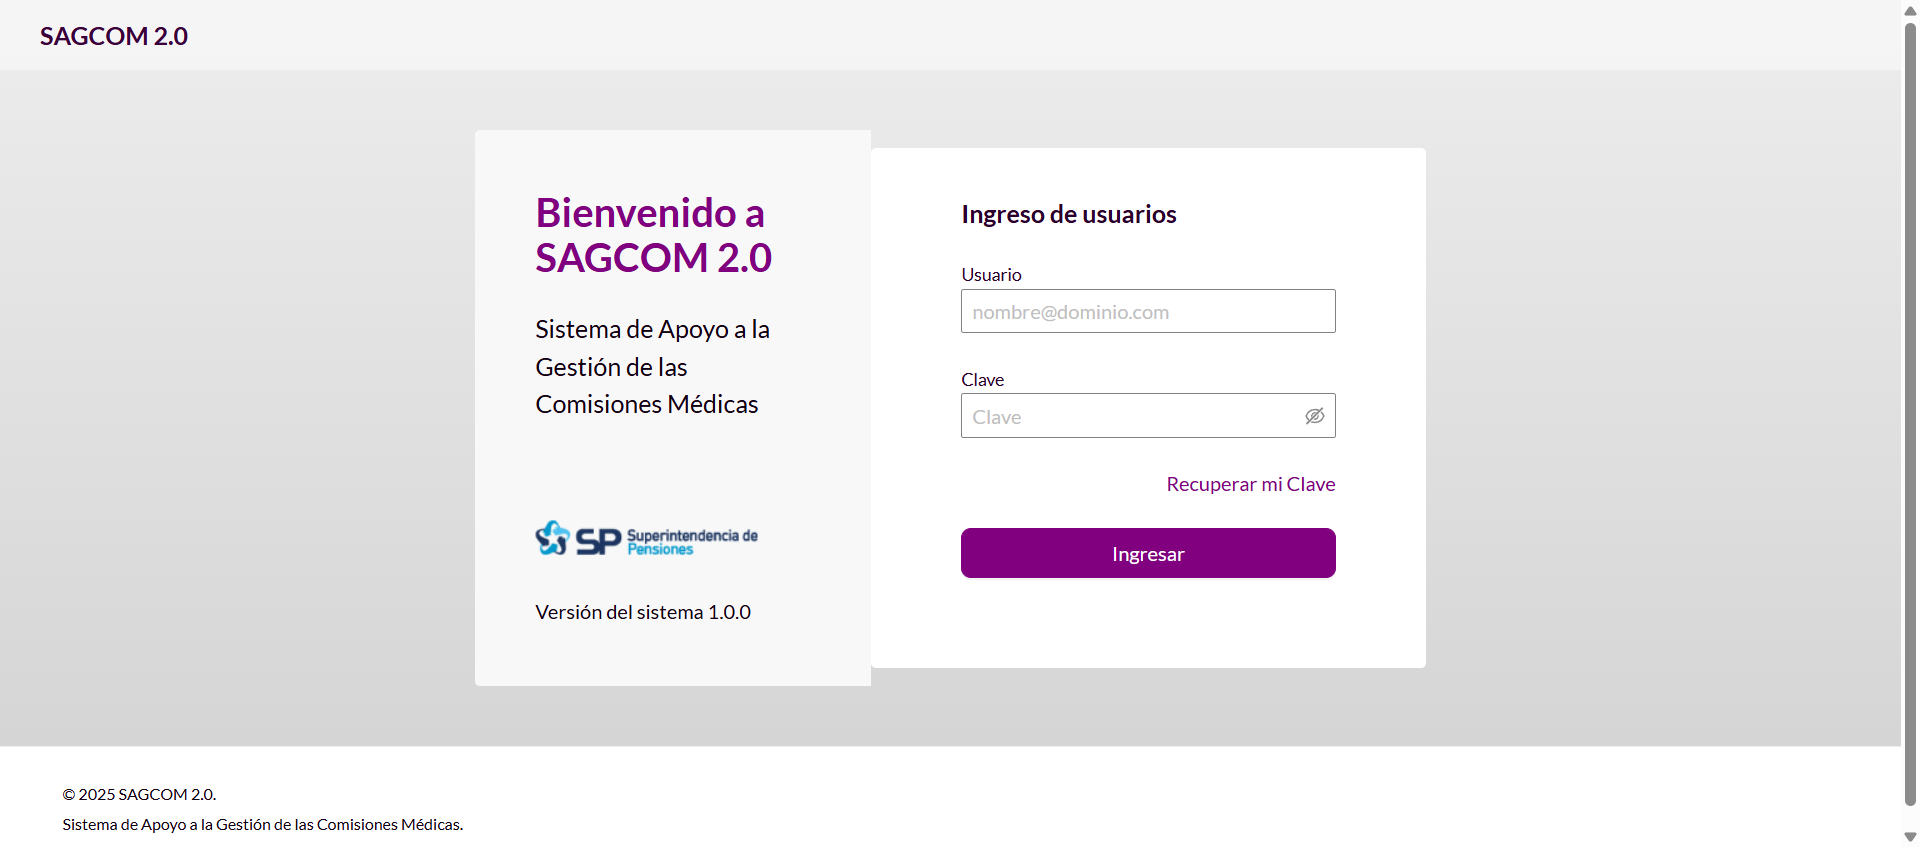 SAGCOM 2.0
Bienvenido a
SAGCOM 2.0
Sistema de Apoyo a la
Gestión de las
Comisiones Médicas
SP Superintendencia de
Pensiones
Versión del sistema 1.0.0
Ingreso de usuarios
Usuario
nombre@dominio.com
Clave
Clave
Recuperar mi Clave
Ingresar
© 2025 SAGCOM 2.0.
Sistema de Apoyo a la Gestión de las Comisiones Médicas.